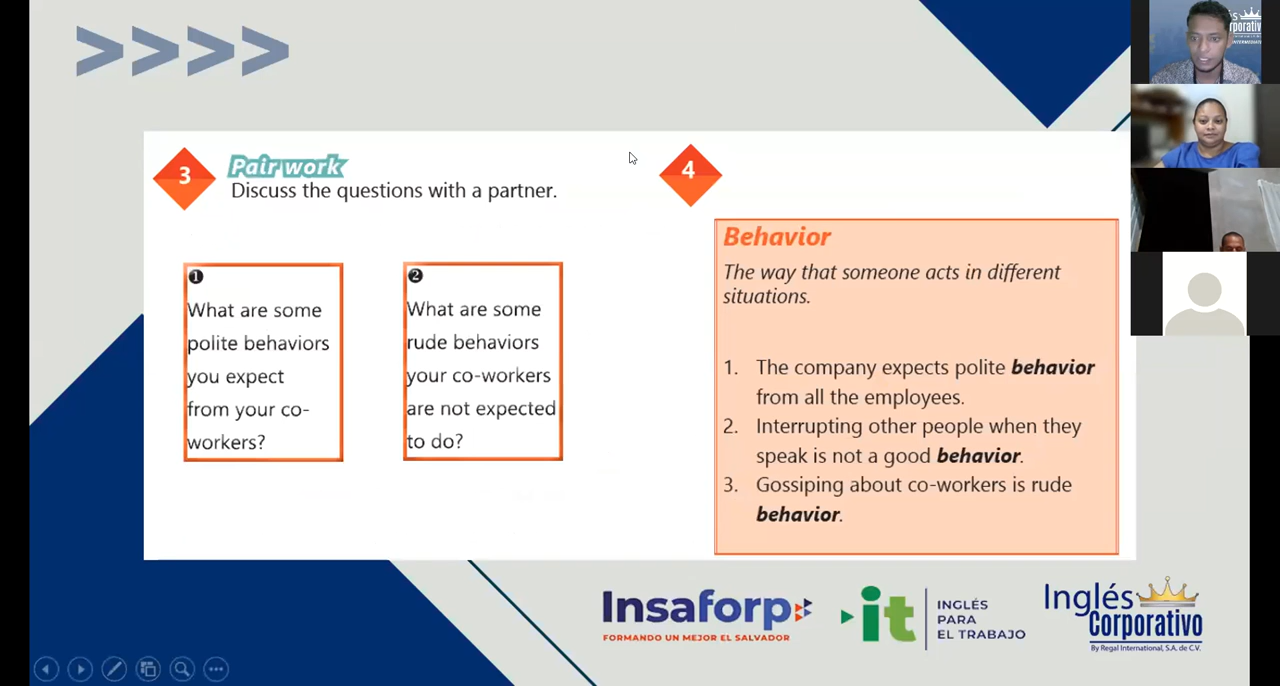 >>>>
3
Pair work
Discuss the questions with a partner.
❶
What are some
polite behaviors
you expect
from your co-
workers?
❷
What are some
rude behaviors
your co-workers
are not expected
to do?
4
Behavior
The way that someone acts in different
situations.
1. The company expects polite behavior
from all the employees.
2. Interrupting other people when they
speak is not a good behavior.
3. Gossiping about co-workers is rude
behavior.
Insaforp
FORMANDO UN MEJOR EL SALVADOR
it
INGLÉS
PARA
EL TRABAJO
Inglés
Corporativo
By Regal International, S.A. de C.V.